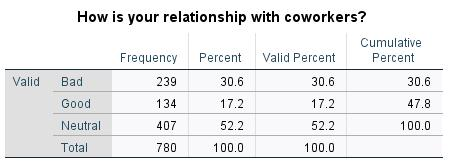 How is your relationship with coworkers?
Frequency Percent Valid Percent Cumulative Percent
Valid Bad 239 30.6 30.6 30.6
Good 134 17.2 17.2 47.8
Neutral 407 52.2 52.2 100.0
Total 780 100.0 100.0